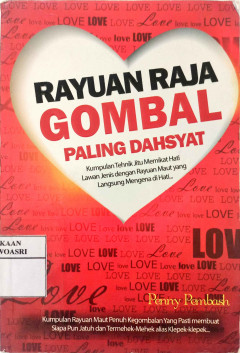 RAYUAN RAJA
GOMBAL
PALING DAHSYAT
Kumpulan Tehnik Jitu Memikat Hati
Lawan Jenis dengan Rayuan Maut yang
Langsung Mengena di Hati...
KAAN
WOASRI
Penny Pambash
Kumpulan Rayuan Maut Penuh Kegombalan Yang Pasti membuat
Siapa Pun Jatuh dan Termehek-Mehek alias Klepek-klepek...